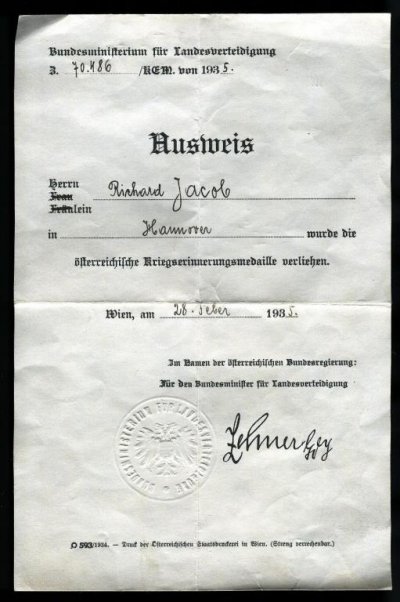 Bundesministerium für Landesverteidigung
Z. 70.486 /KEM. von 1935.
Ausweis
Herrn
Frau Richard Jacob
Fräulein
in Hannover wurde die
österreichische Kriegserinnerungsmedaille verliehen.
Wien, am 28. Feber 1935.
Im Namen der österreichischen Bundesregierung:
Für den Bundesminister für Landesverteidigung
BUNDESMINISTERIUM FÜR LANDESVERTEIDIGUNG
593/1934. — Druck der Österreichischen Staatsdruckerei in Wien. (Streng verrechenbar.)